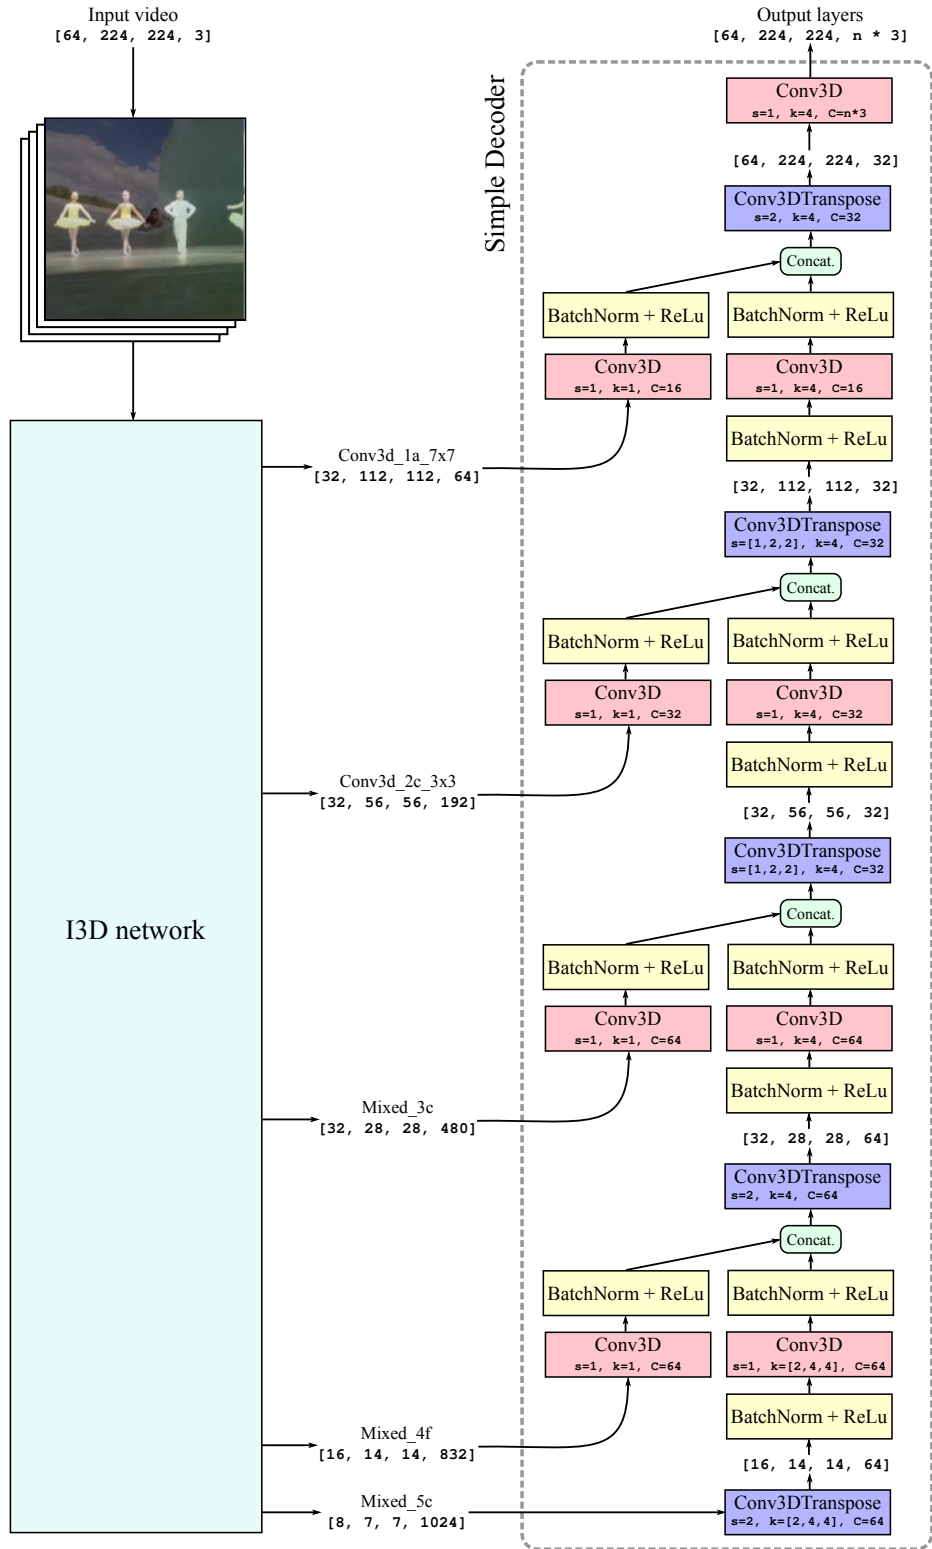 Input video
[64, 224, 224, 3]
Output layers
[64, 224, 224, n * 3]
Simple Decoder
Conv3D
s=1, k=4, C=n*3
[64, 224, 224, 32]
Conv3DTranspose
s=2, k=4, C=32
Concat.
BatchNorm + ReLu
BatchNorm + ReLu
Conv3D
s=1, k=1, C=16
Conv3D
s=1, k=4, C=16
BatchNorm + ReLu
Conv3d_1a_7x7
[32, 112, 112, 64]
[32, 112, 112, 32]
Conv3DTranspose
s=[1,2,2], k=4, C=32
Concat.
BatchNorm + ReLu
BatchNorm + ReLu
Conv3D
s=1, k=1, C=32
Conv3D
s=1, k=4, C=32
BatchNorm + ReLu
Conv3d_2c_3x3
[32, 56, 56, 192]
[32, 56, 56, 32]
Conv3DTranspose
s=[1,2,2], k=4, C=32
Concat.
I3D network
BatchNorm + ReLu
BatchNorm + ReLu
Conv3D
s=1, k=1, C=64
Conv3D
s=1, k=4, C=64
BatchNorm + ReLu
Mixed_3c
[32, 28, 28, 480]
[32, 28, 28, 64]
Conv3DTranspose
s=2, k=4, C=64
Concat.
BatchNorm + ReLu
BatchNorm + ReLu
Conv3D
s=1, k=1, C=64
Conv3D
s=1, k=[2,4,4], C=64
BatchNorm + ReLu
Mixed_4f
[16, 14, 14, 832]
[16, 14, 14, 64]
Mixed_5c
[8, 7, 7, 1024]
Conv3DTranspose
s=2, k=[2,4,4], C=64